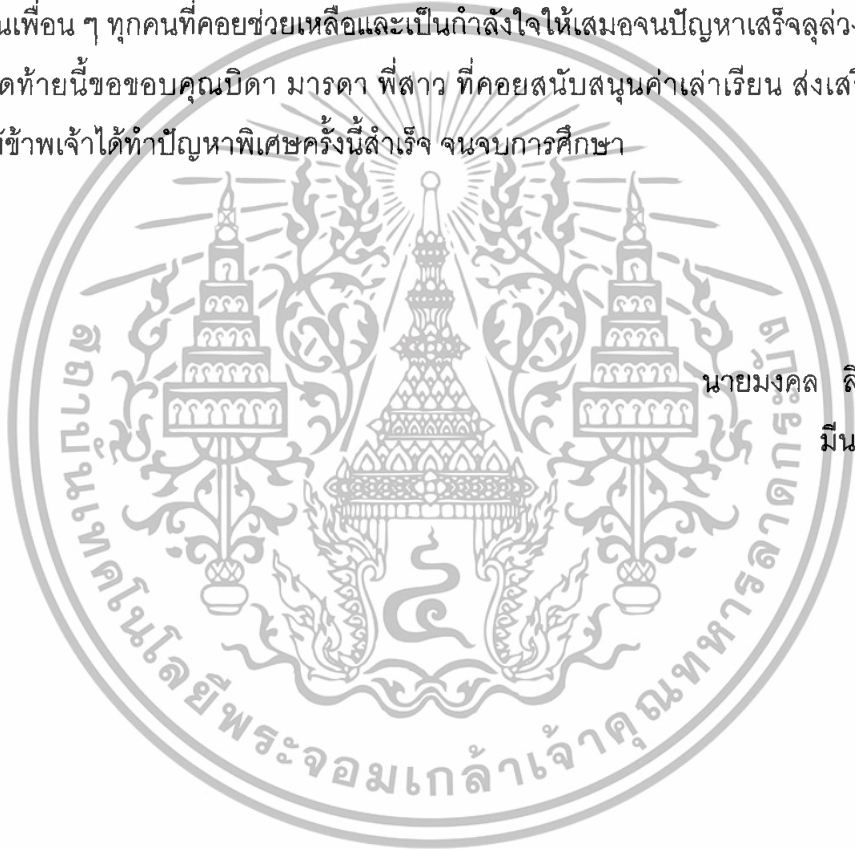 นเพื่อน ๆ ทุกคนที่คอยช่วยเหลือและเป็นกำลังใจให้เสมอจนปัญหาเสร็จลุล่วง
ดท้ายนี้ขอขอบคุณบิดา มารดา พี่สาว ที่คอยสนับสนุนค่าเล่าเรียน ส่งเสริ
ข้าพเจ้าได้ทำปัญหาพิเศษครั้งนี้สำเร็จ จนจบการศึกษา
นายมงคล
มีน
สถาบันเทคโนโลยีพระจอมเกล้าเจ้าคุณทหารลาดกระบัง
๔